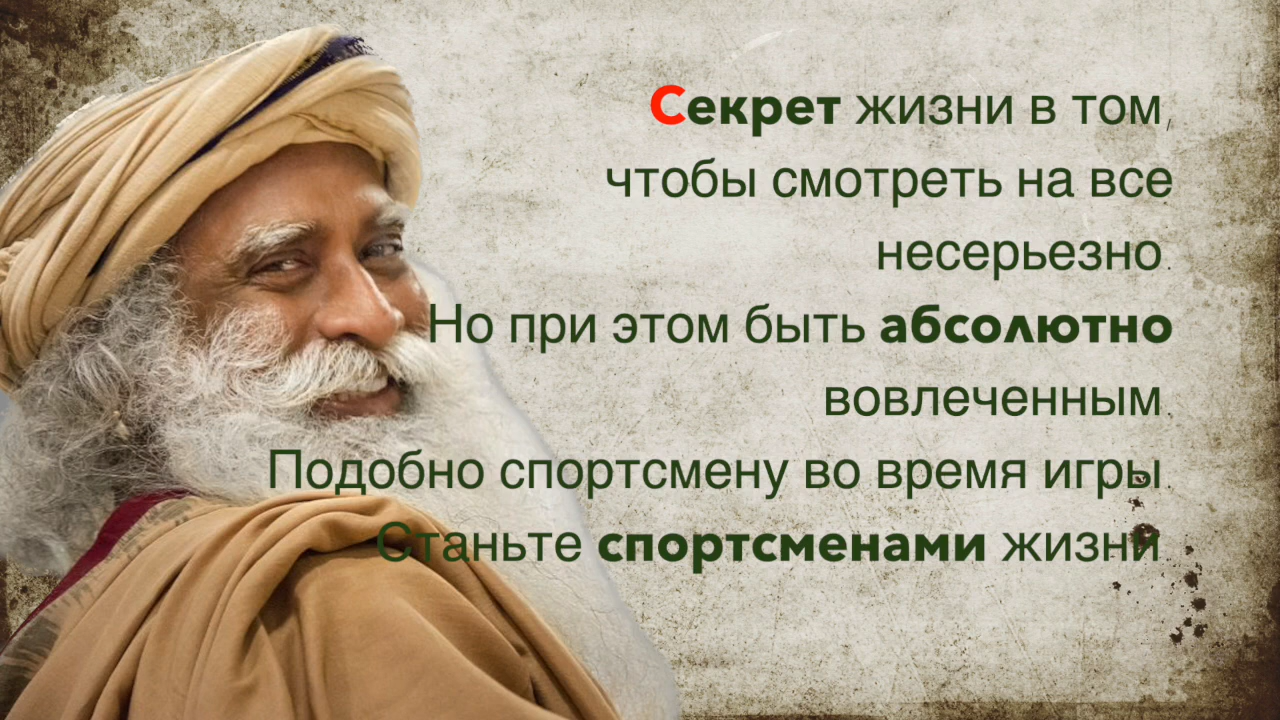 Секрет жизни в том,
чтобы смотреть на все
несерьезно.
Но при этом быть абсолютно
вовлеченным.
Подобно спортсмену во время игры.
Станьте спортсменами жизни